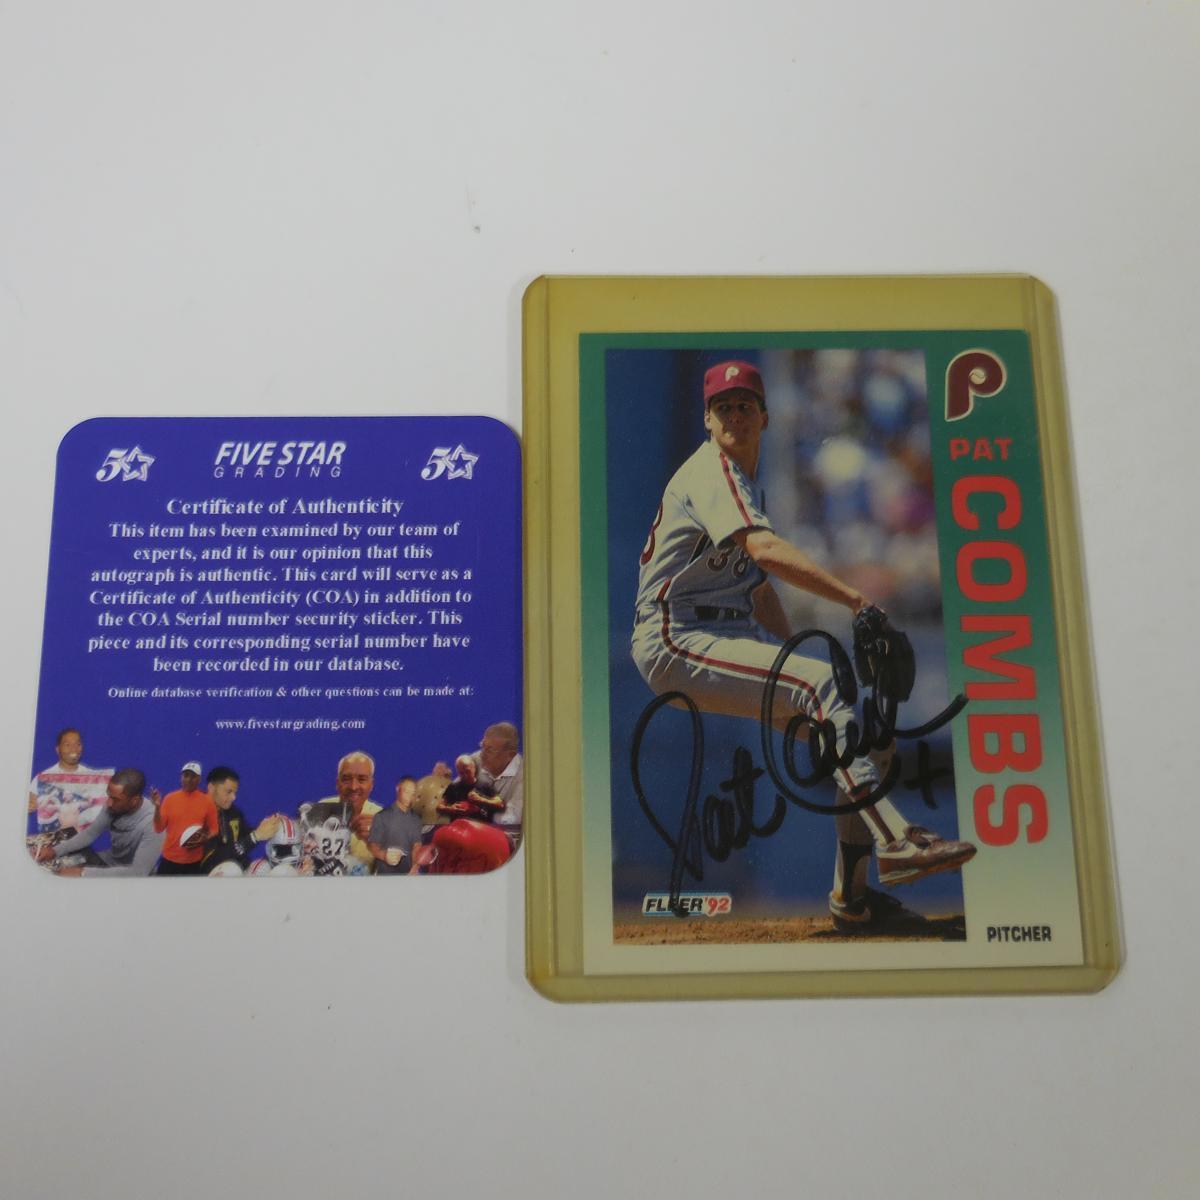 5
FIVE STAR
GRADING
5
Certificate of Authenticity
This item has been examined by our team of
experts, and it is our opinion that this
autograph is authentic. This card will serve as a
Certificate of Authenticity (COA) in addition to
the COA Serial number security sticker. This
piece and its corresponding serial number have
been recorded in our database.
Online database verification & other questions can be made at:
www.fivestargrading.com
27
P
P
PAT
COMBS
38
Pat Combs
FLEER '92
PITCHER